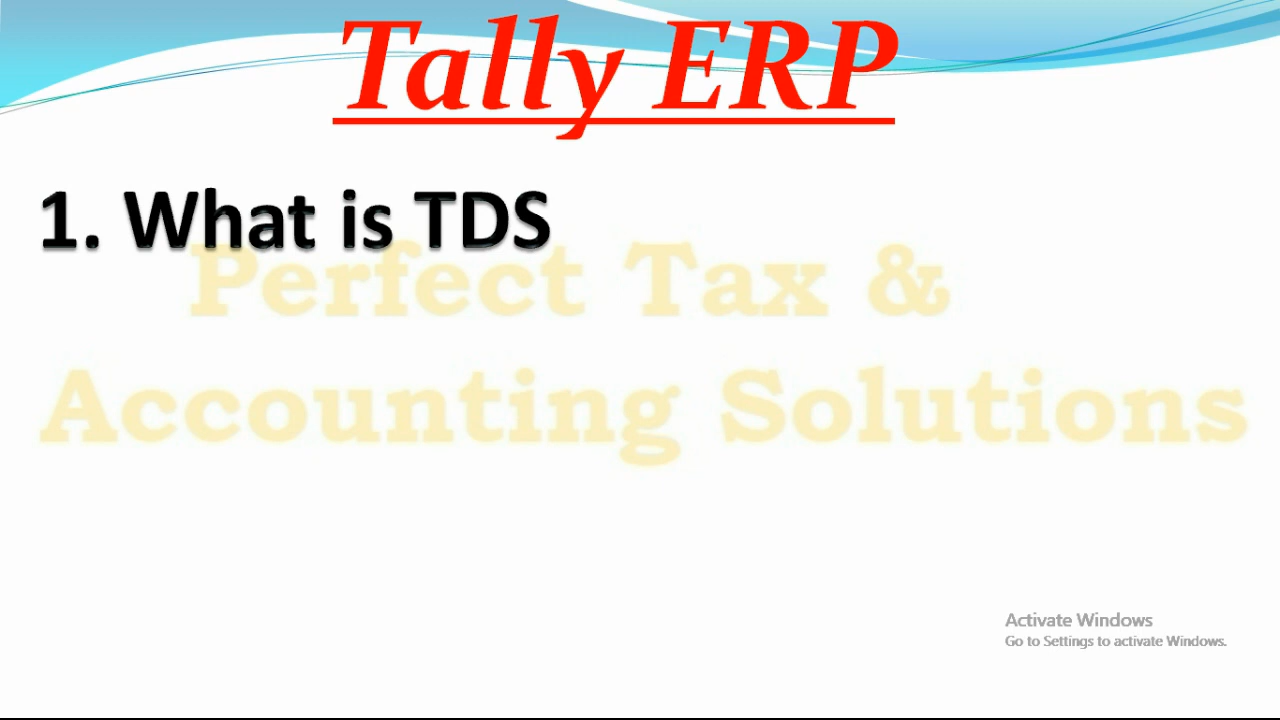 Tally ERP
1. What is TDS
Perfect Tax &
Accounting Solutions
Activate Windows
Go to Settings to activate Windows.